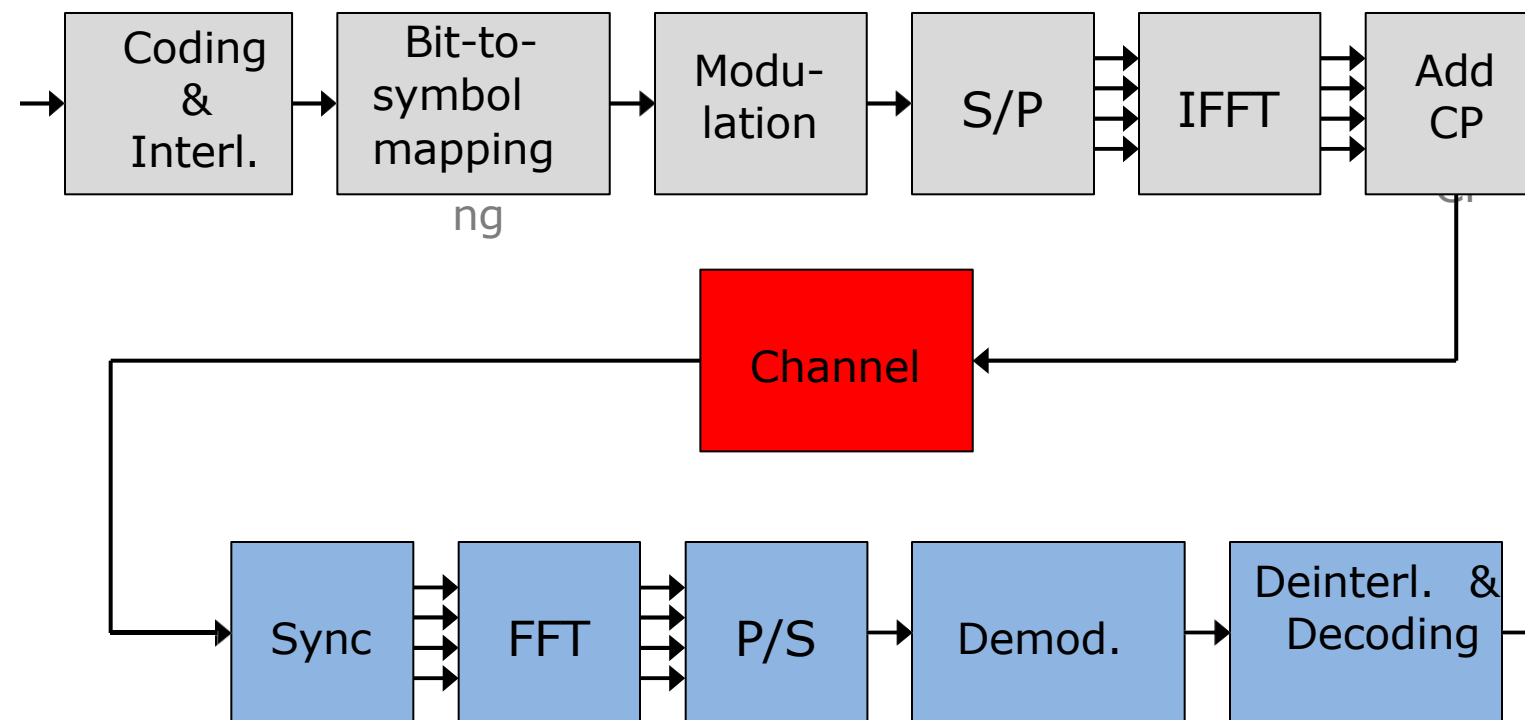 Coding
&
Interl.
Bit-to-
symbol
mapping
ng
Modu-
lation
S/P
IFFT
Add
CP
Channel
Sync
FFT
P/S
Demod.
Deinterl. &
Decoding